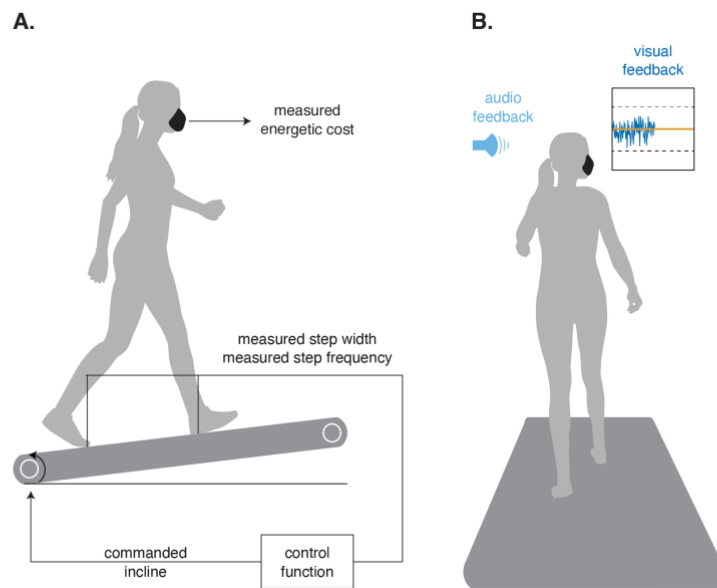 A.
measured
energetic cost
measured step width
measured step frequency
commanded
incline
control
function
B.
visual
feedback
audio
feedback